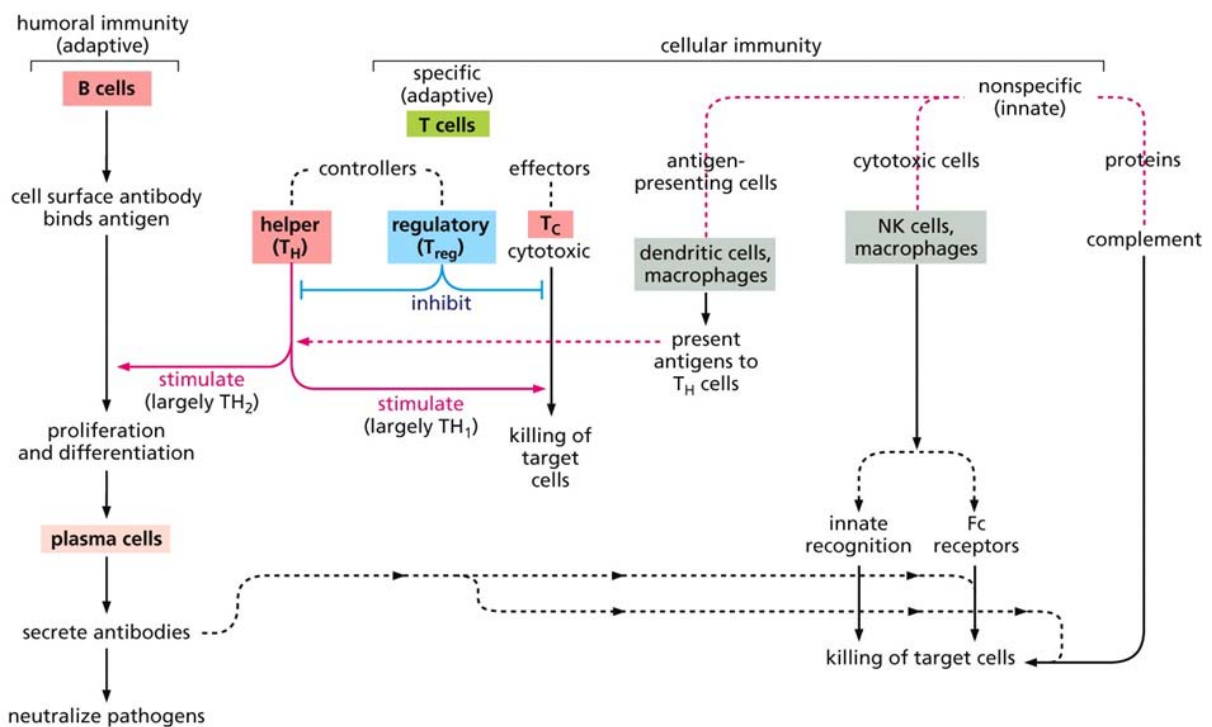 humoral immunity
(adaptive)
B cells
cell surface antibody
binds antigen
proliferation
and differentiation
plasma cells
secrete antibodies
neutralize pathogens
cellular immunity
specific
(adaptive)
T cells
controllers
effectors
helper
(TH)
regulatory
(Treg)
TC
cytotoxic
inhibit
stimulate
(largely TH2)
stimulate
(largely TH1)
killing of
target
cells
nonspecific
(innate)
antigen-
presenting cells
dendritic cells,
macrophages
present
antigens to
TH cells
cytotoxic cells
NK cells,
macrophages
innate
recognition
Fc
receptors
proteins
complement
killing of target cells